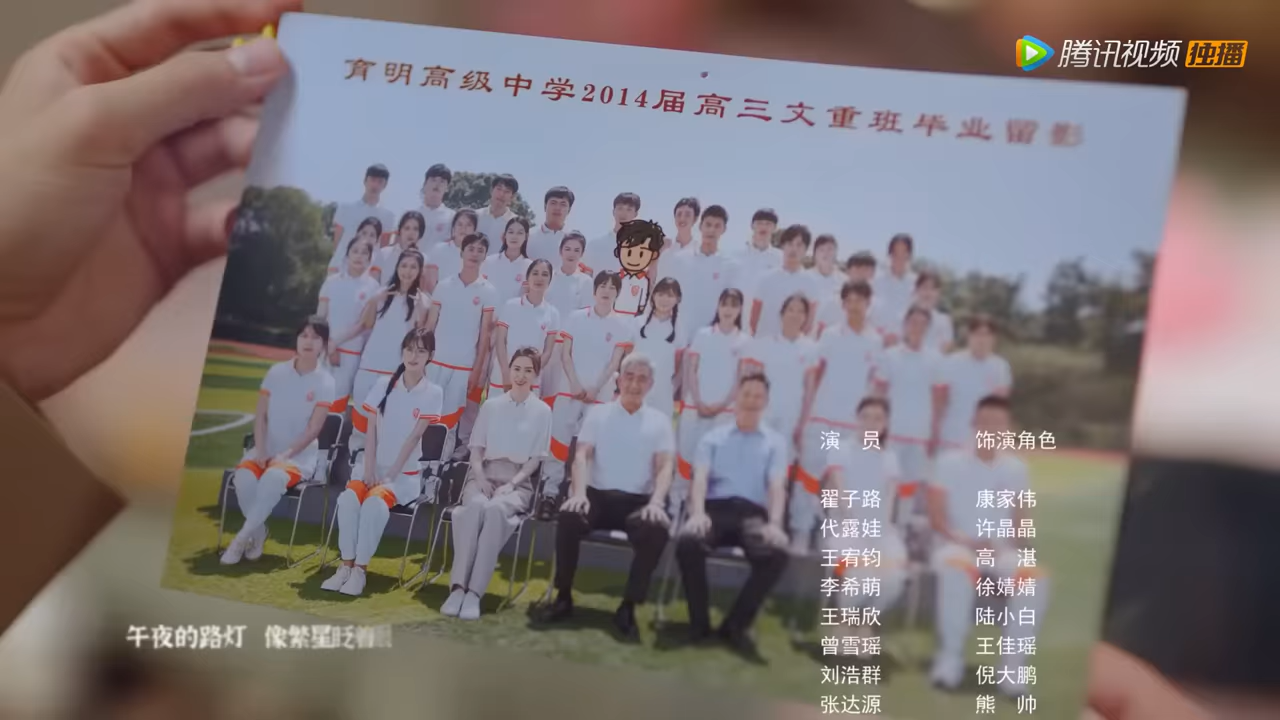 腾讯视频 独播
育明高级中学2014届高三文重班毕业留影
演 员 饰演角色
翟子路 康家伟
代露娃 许晶晶
王宥钧 高 湛
李希萌 徐婧婧
王瑞欣 陆小白
曾雪瑶 王佳瑶
刘浩群 倪大鹏
张达源 熊 帅
午夜的路灯 像繁星眨着